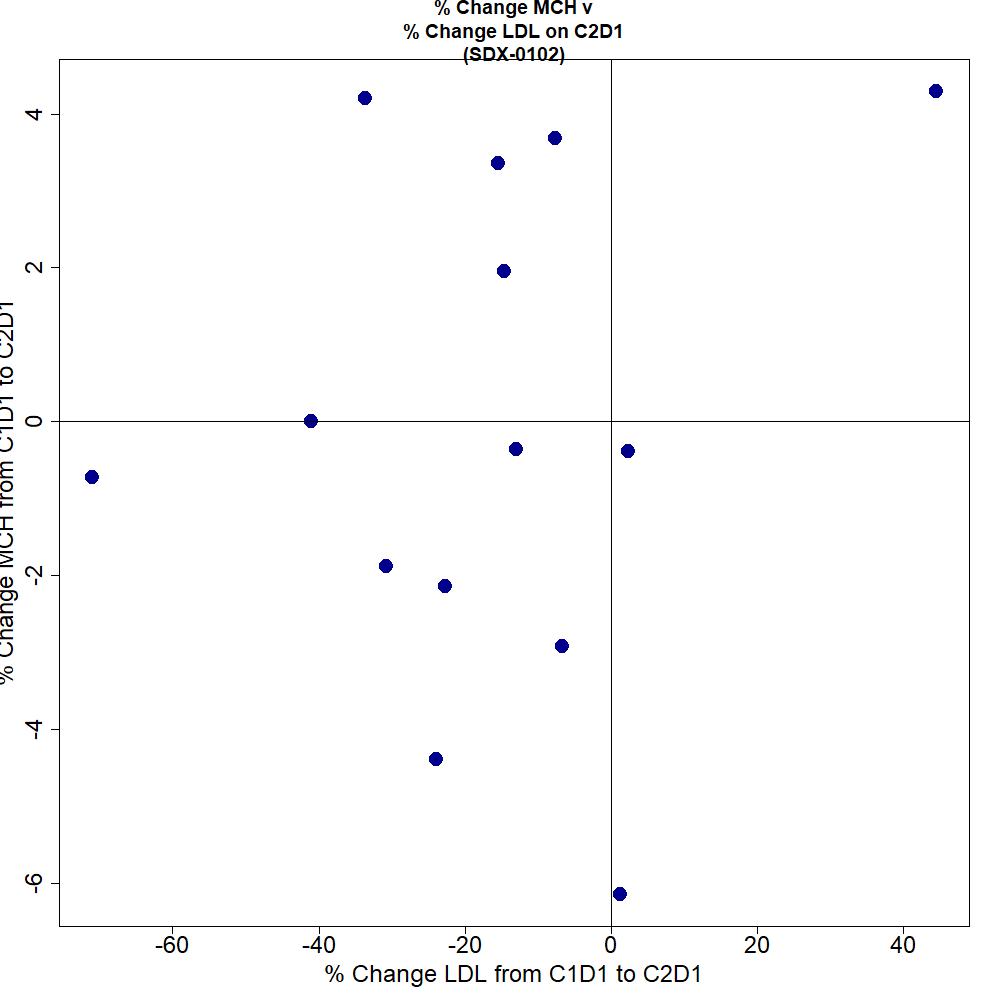 % Change MCH v
% Change LDL on C2D1
(SDX-0102)
% Change MCH from C1D1 to C2D1
4
2
0
-2
-4
-6
-60 -40 -20 0 20 40
% Change LDL from C1D1 to C2D1